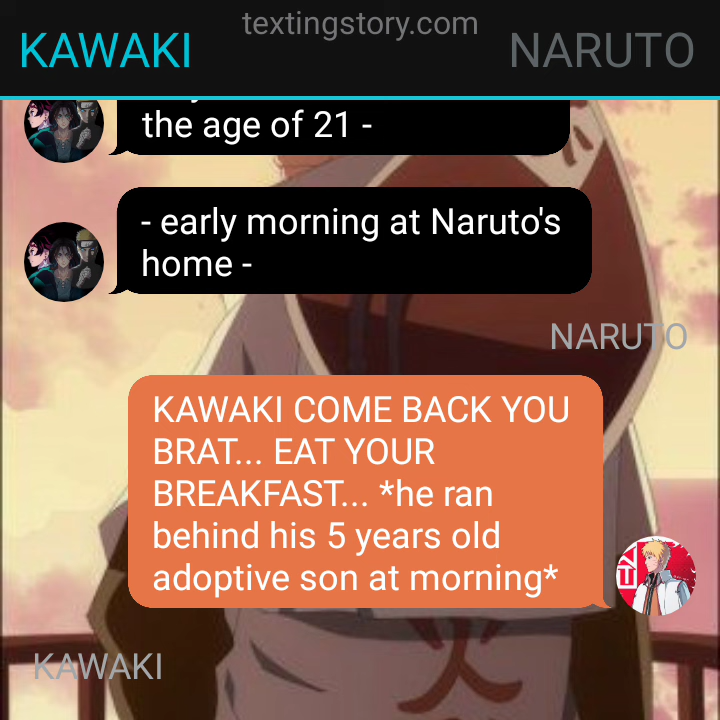 textingstory.com
KAWAKI
NARUTO
the age of 21 -
- early morning at Naruto's
home -
NARUTO
KAWAKI COME BACK YOU
BRAT... EAT YOUR
BREAKFAST... *he ran
behind his 5 years old
adoptive son at morning*
火
KAWAKI